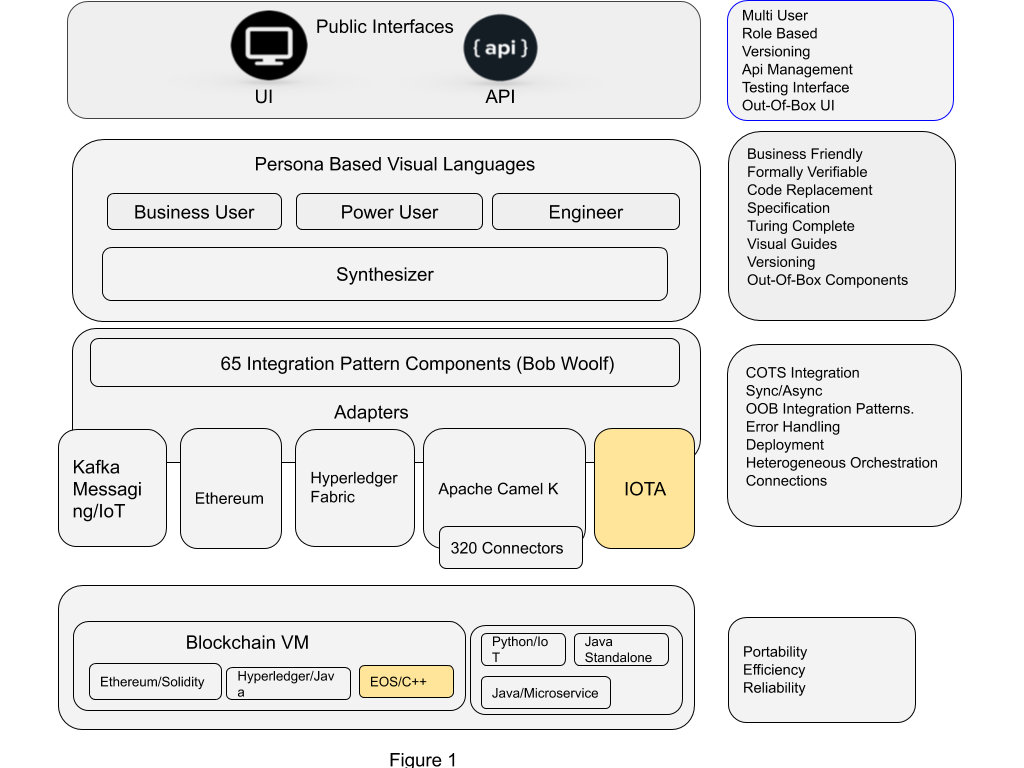 Public Interfaces
{ api }
UI
API
Multi User
Role Based
Versioning
Api Management
Testing Interface
Out-Of-Box UI
Persona Based Visual Languages
Business User
Power User
Engineer
Synthesizer
Business Friendly
Formally Verifiable
Code Replacement
Specification
Turing Complete
Visual Guides
Versioning
Out-Of-Box Components
65 Integration Pattern Components (Bob Woolf)
Adapters
Kafka
Messagi
ng/IoT
Ethereum
Hyperledger
Fabric
Apache Camel K
320 Connectors
IOTA
COTS Integration
Sync/Async
OOB Integration Patterns.
Error Handling
Deployment
Heterogeneous Orchestration
Connections
Blockchain VM
Ethereum/Solidity
Hyperledger/Jav
a
EOS/C++
Python/Io
T
Java
Standalone
Java/Microservice
Portability
Efficiency
Reliability
Figure 1